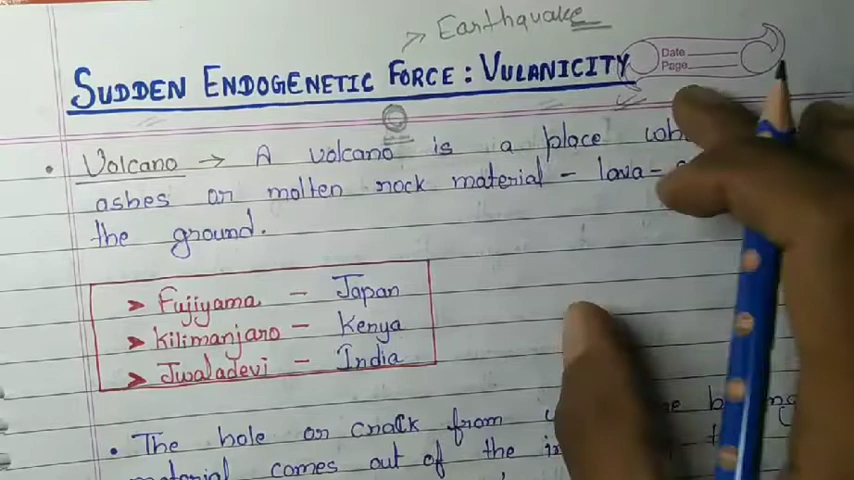 → Earthquake
SUDDEN ENDOGENETIC FORCE : VULANICITY
Date
Page
• Volcano → A volcano is a place
ashes or molten rock material - lava -
the ground.
➤ Fujiyama - Japan
➤ Kilimanjaro - Kenya
➤ Jwaladevi - India
• The hole or crack from
material comes out of the